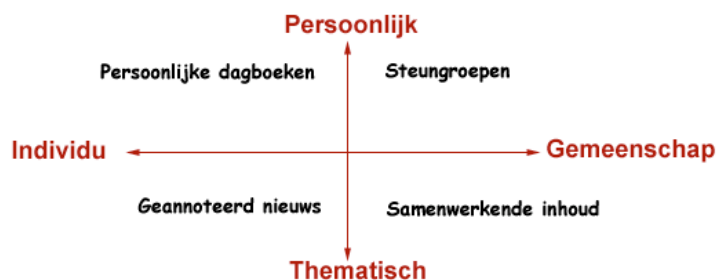 Persoonlijk
Persoonlijke dagboeken
Steungroepen
Individu
Gemeenschap
Geannoteerd nieuws
Samenwerkende inhoud
Thematisch